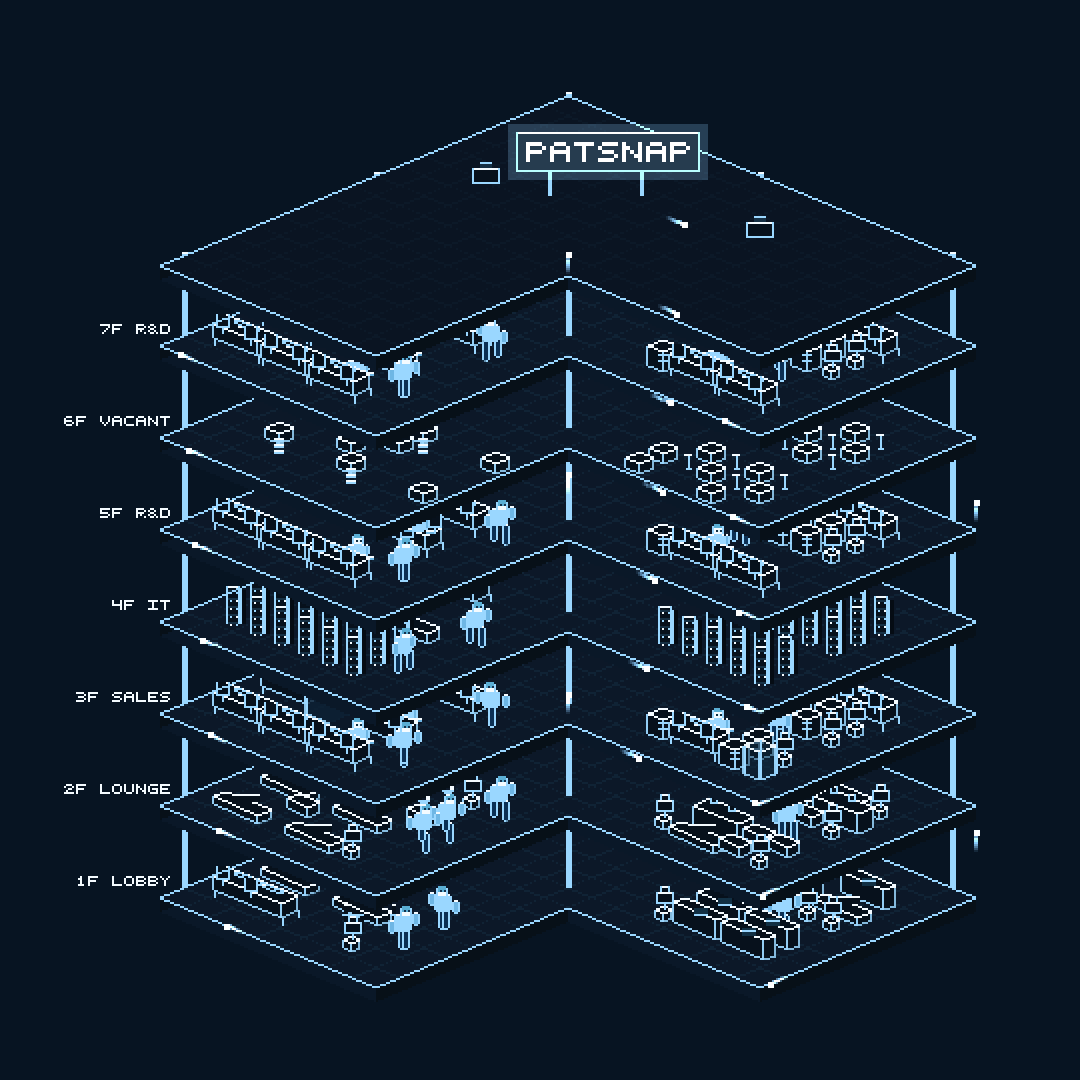 PATSNAP
7F R&D
6F VACANT
5F R&D
4F IT
3F SALES
2F LOUNGE
1F LOBBY